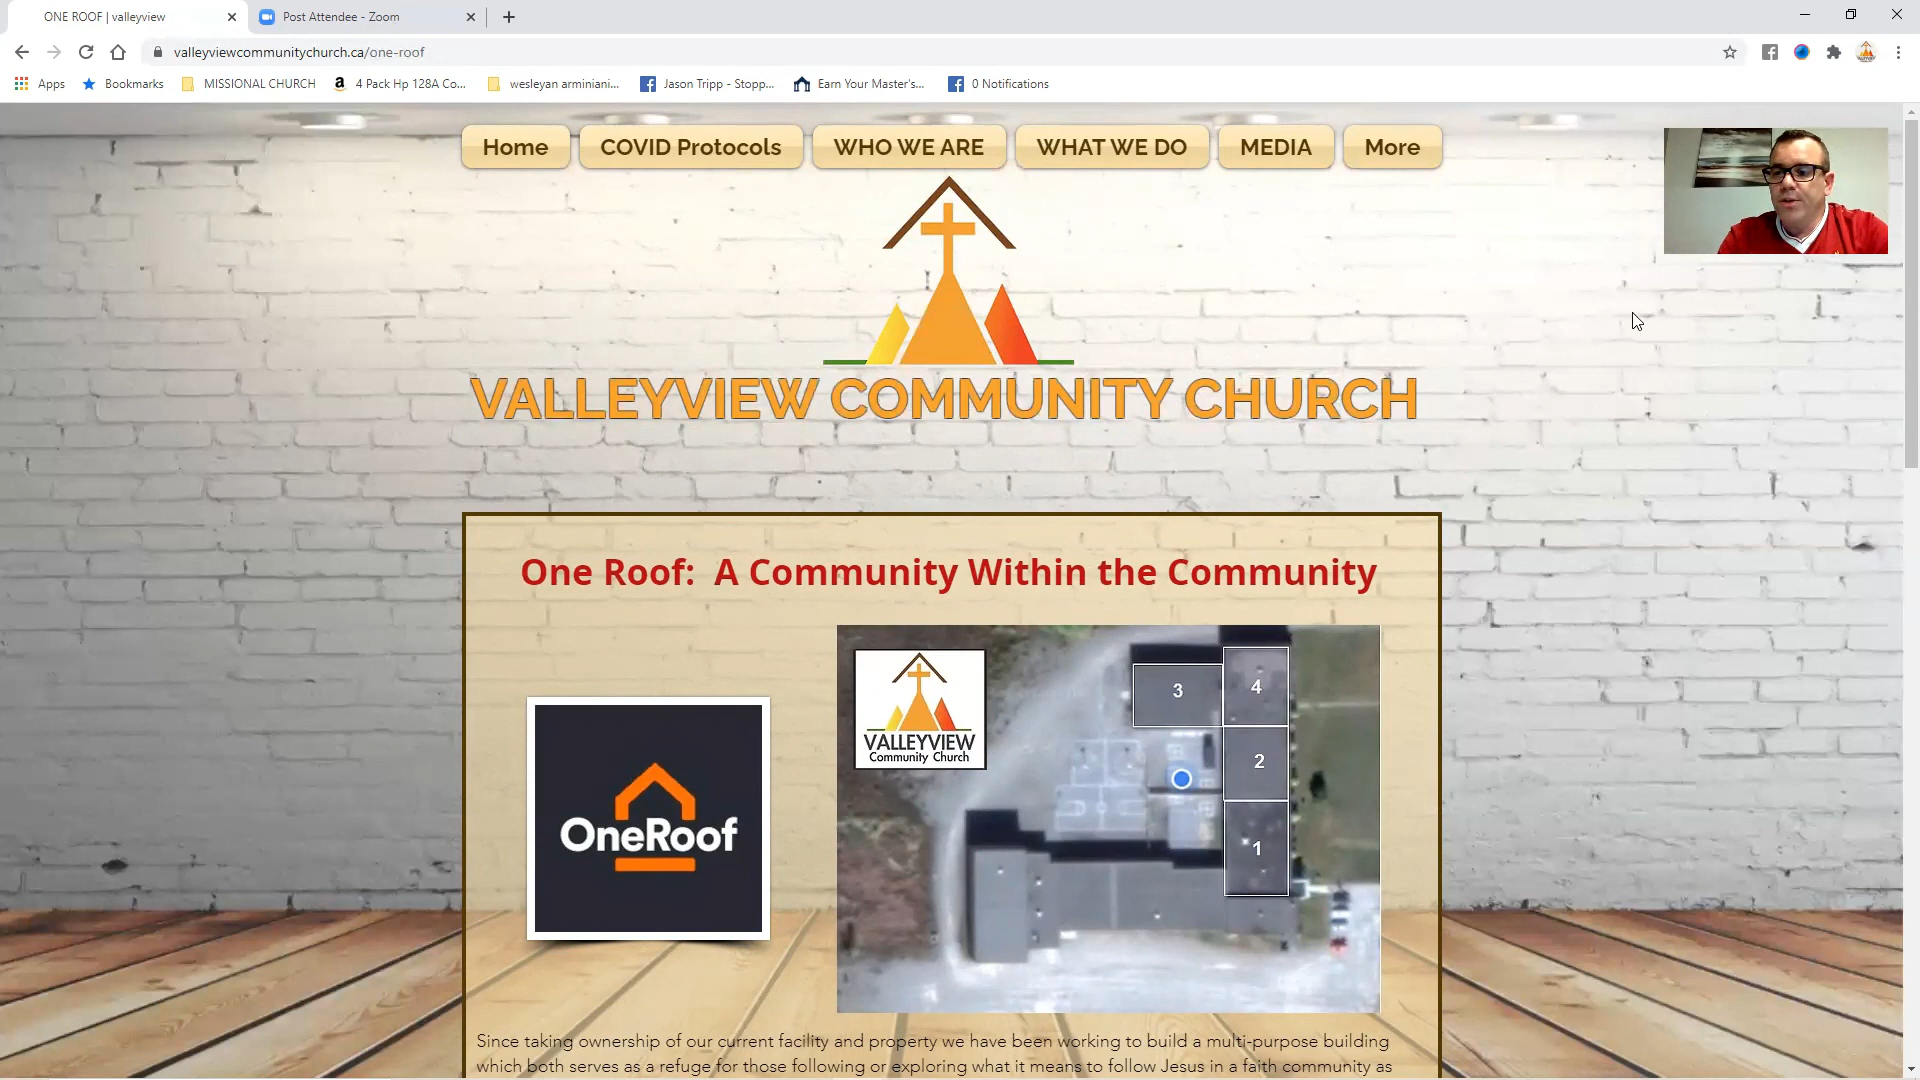 ONE ROOF | valleyview
Post Attendee - Zoom
valleyviewcommunitychurch.ca/one-roof
Apps
Bookmarks
MISSIONAL CHURCH
4 Pack Hp 128A Co...
wesleyan arminiani...
Jason Tripp - Stopp...
Earn Your Master's...
0 Notifications
Home
COVID Protocols
WHO WE ARE
WHAT WE DO
MEDIA
More
VALLEYVIEW COMMUNITY CHURCH
One Roof: A Community Within the Community
OneRoof
VALLEYVIEW
Community Church
3
4
2
1
Since taking ownership of our current facility and property we have been working to build a multi-purpose building
which both serves as a refuge for those following or exploring what it means to follow Jesus in a faith community as